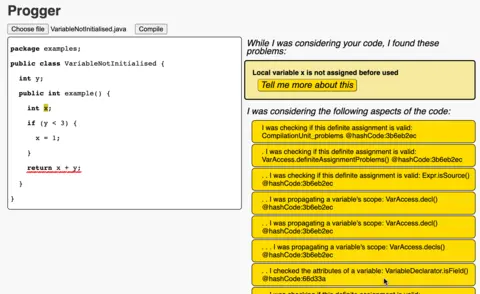 Progger
Choose file VariableNotInitialised.java Compile
package examples;
public class VariableNotInitialised {
int y;
public int example() {
int x;
if (y < 3) {
x = 1;
}
return x + y;
}
}
While I was considering your code, I found these
problems:
Local variable x is not assigned before used
Tell me more about this
I was considering the following aspects of the code:
I was checking if this definite assignment is valid:
CompilationUnit_problems @hashCode:3b6eb2ec
. I was checking if this definite assignment is valid:
VarAccess.definiteAssignmentProblems() @hashCode:3b6eb2ec
. . I was checking if this definite assignment is valid: Expr.isSource()
@hashCode:3b6eb2ec
. . I was propagating a variable's scope: VarAccess.decl()
@hashCode:3b6eb2ec
. . I was propagating a variable's scope: VarAccess.decl()
@hashCode:3b6eb2ec
. . . I was propagating a variable's scope: VarAccess.decls()
@hashCode:3b6eb2ec
. . I checked the attributes of a variable: VariableDeclarator.isField()
@hashCode:66d33a